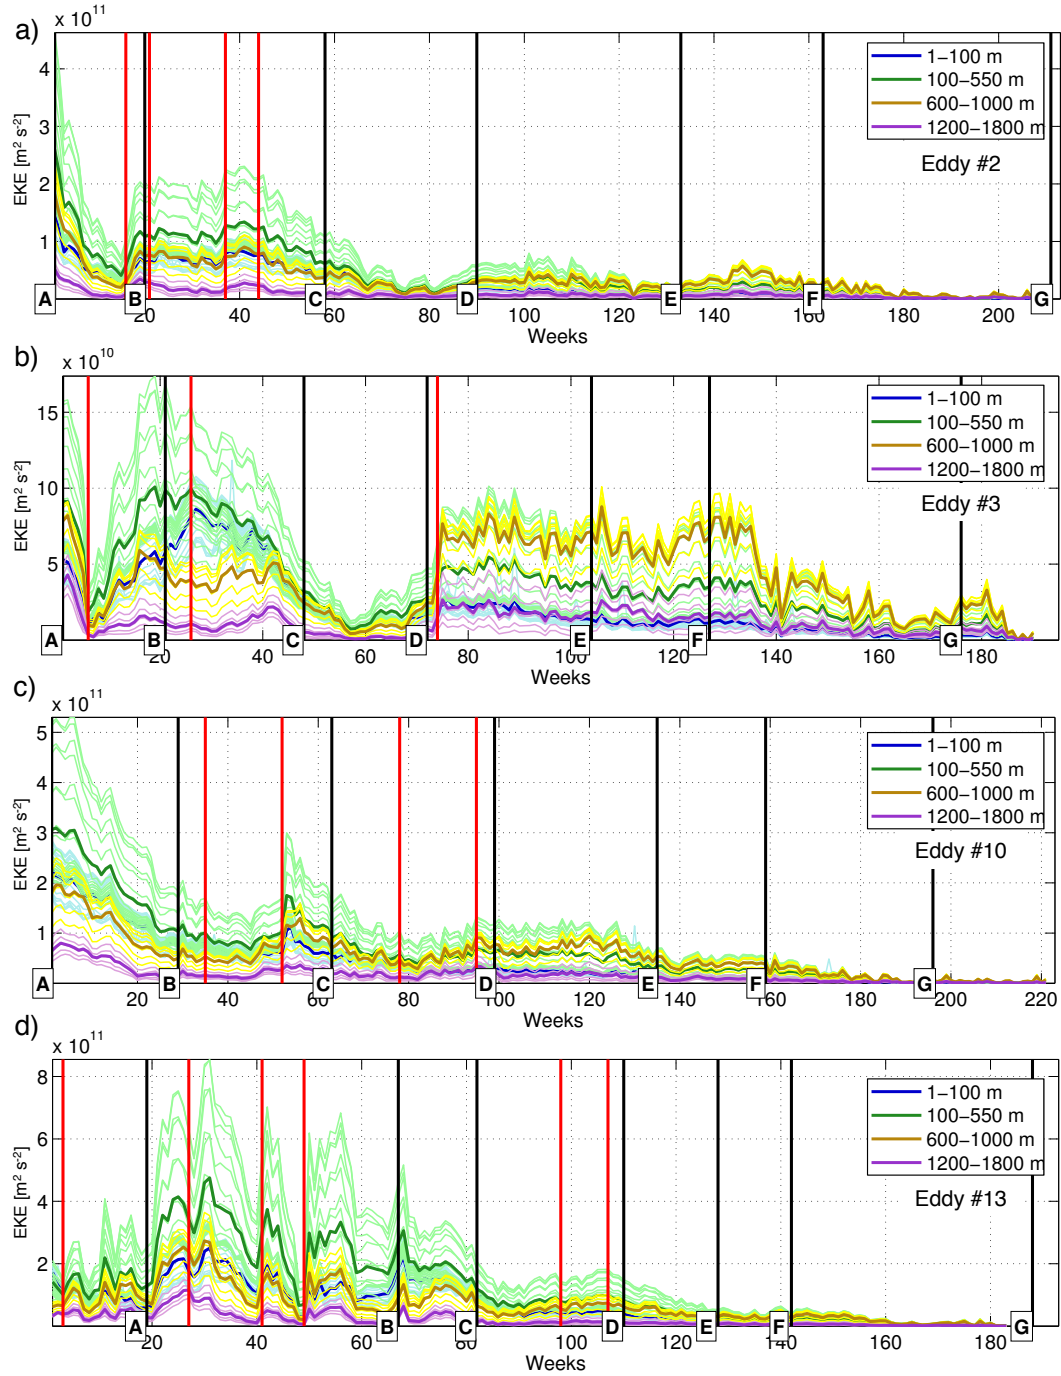 a)
x 10^11
EKE [m² s⁻²]
4
3
2
1
1−100 m
100−550 m
600−1000 m
1200−1800 m
Eddy #2
A B C D E F G
20 40 60 80 100 120 140 160 180 200
Weeks
b)
x 10^10
EKE [m² s⁻²]
15
10
5
1−100 m
100−550 m
600−1000 m
1200−1800 m
Eddy #3
A B C D E F G
20 40 60 80 100 120 140 160 180
Weeks
c)
x 10^11
EKE [m² s⁻²]
5
4
3
2
1
1−100 m
100−550 m
600−1000 m
1200−1800 m
Eddy #10
A B C D E F G
20 40 60 80 100 120 140 160 180 200 220
Weeks
d)
x 10^11
EKE [m² s⁻²]
8
6
4
2
1−100 m
100−550 m
600−1000 m
1200−1800 m
Eddy #13
A B C D E F G
20 40 60 80 100 120 140 160 180
Weeks